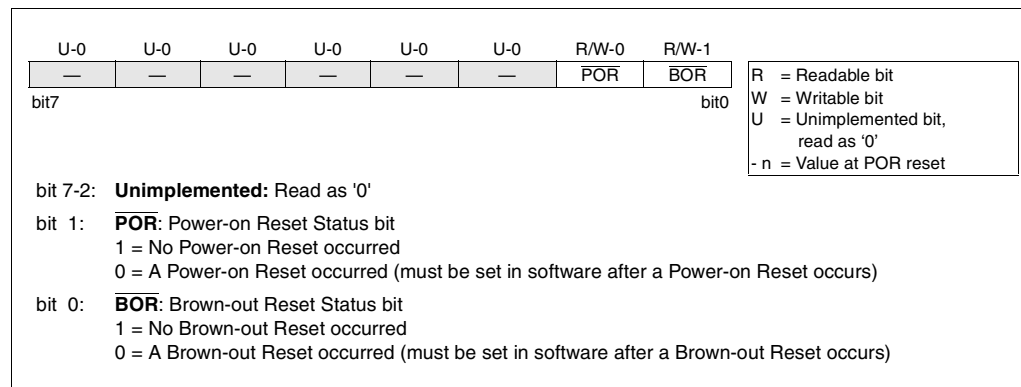 U-0 U-0 U-0 U-0 U-0 U-0 R/W-0 R/W-1
— — — — — — P̅O̅R̅ B̅O̅R̅
bit7 bit0
R = Readable bit
W = Writable bit
U = Unimplemented bit,
read as ‘0’
- n = Value at POR reset
bit 7-2: Unimplemented: Read as '0'
bit 1: P̅O̅R̅: Power-on Reset Status bit
1 = No Power-on Reset occurred
0 = A Power-on Reset occurred (must be set in software after a Power-on Reset occurs)
bit 0: B̅O̅R̅: Brown-out Reset Status bit
1 = No Brown-out Reset occurred
0 = A Brown-out Reset occurred (must be set in software after a Brown-out Reset occurs)